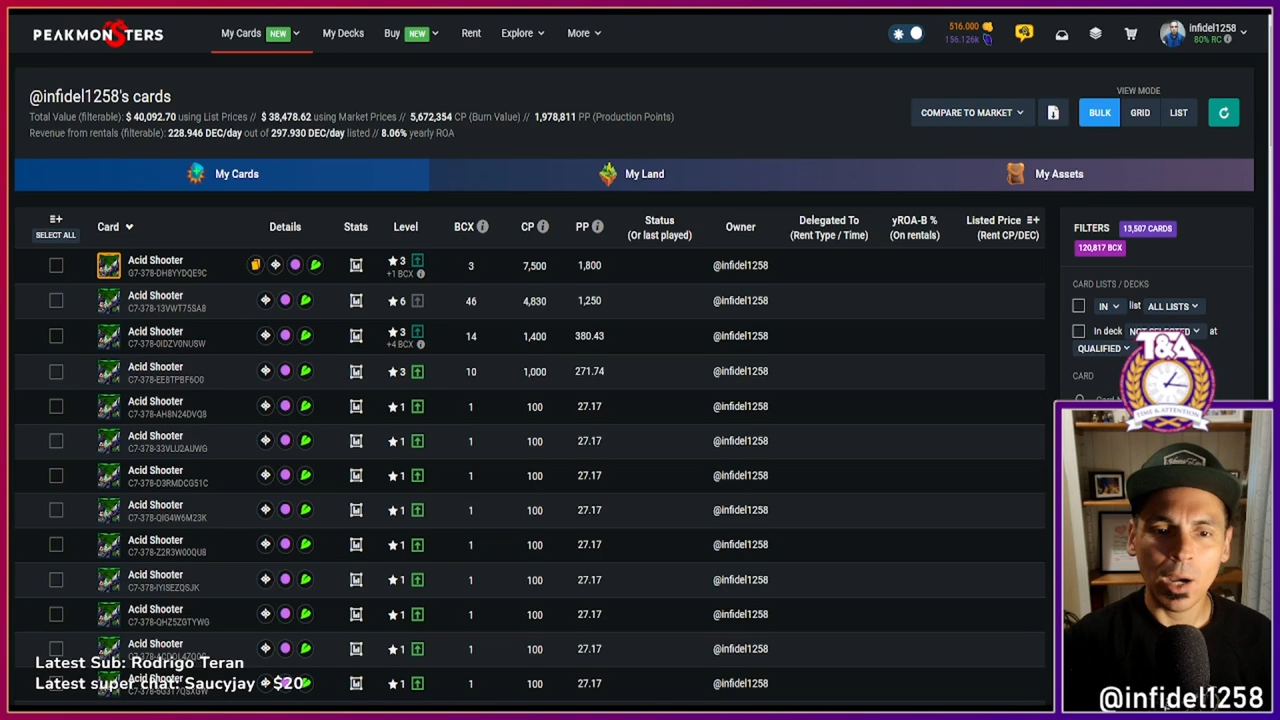 PEAKMONSTERS My Cards NEW My Decks Buy NEW Rent Explore More 516.000 156.126k infidel1258 80% RC
@infidel1258's cards
Total Value (filterable): $ 40,092.70 using List Prices // $ 38,478.62 using Market Prices // 5,672,354 CP (Burn Value) // 1,978,811 PP (Production Points)
Revenue from rentals (filterable): 228.946 DEC/day out of 297.930 DEC/day listed // 8.06% yearly ROA
VIEW MODE
COMPARE TO MARKET BULK GRID LIST
My Cards My Land My Assets
SELECT ALL Card Details Stats Level BCX CP PP Status (Or last played) Owner Delegated To (Rent Type / Time) yROA-B % (On rentals) Listed Price (Rent CP/DEC)
Acid Shooter 3 3 7,500 1,800 @infidel1258
G7-378-DH8YYDQE9C +1 BCX
Acid Shooter 6 46 4,830 1,250 @infidel1258
C7-378-13VWT75SA8
Acid Shooter 3 14 1,400 380.43 @infidel1258
C7-378-0IDZV0NUSW +4 BCX
Acid Shooter 3 10 1,000 271.74 @infidel1258
C7-378-EE8TPBF6O0
Acid Shooter 1 1 100 27.17 @infidel1258
C7-378-AH8N24DVQ8
Acid Shooter 1 1 100 27.17 @infidel1258
C7-378-33VLU2AUWG
Acid Shooter 1 1 100 27.17 @infidel1258
C7-378-D3RMDCG51C
Acid Shooter 1 1 100 27.17 @infidel1258
C7-378-QIG4W6M23K
Acid Shooter 1 1 100 27.17 @infidel1258
C7-378-Z2R3W00QU8
Acid Shooter 1 1 100 27.17 @infidel1258
C7-378-IYISEZQSJK
Acid Shooter 1 1 100 27.17 @infidel1258
C7-378-QHZ5ZGTYWG
Acid Shooter 1 1 100 27.17 @infidel1258
Acid Shooter 1 1 100 27.17 @infidel1258
FILTERS 13,507 CARDS
120,817 BCX
CARD LISTS / DECKS
IN list ALL LISTS
In deck NOT SELECTED at
QUALIFIED
CARD
T&A
TIME & ATTENTION
Latest Sub: Rodrigo Teran
Latest super chat: Saucyjay - $20
@infidel1258